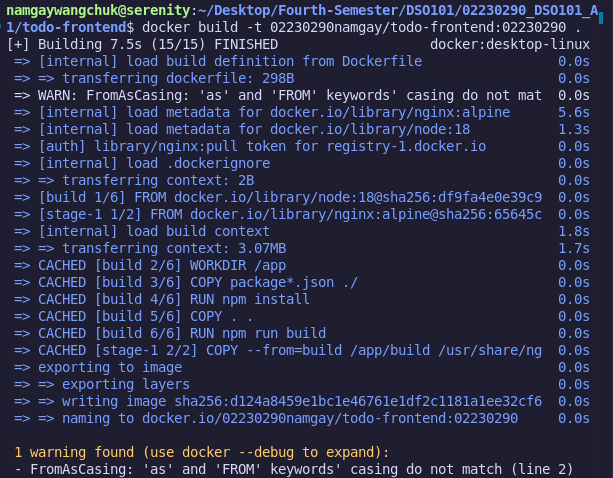 namgaywangchuk@serenity:~/Desktop/Fourth-Semester/DSO101/02230290_DSO101_A
1/todo-frontend$ docker build -t 02230290namgay/todo-frontend:02230290 .
[+] Building 7.5s (15/15) FINISHED docker:desktop-linux
=> [internal] load build definition from Dockerfile 0.0s
=> => transferring dockerfile: 298B 0.0s
=> WARN: FromAsCasing: 'as' and 'FROM' keywords' casing do not mat 0.0s
=> [internal] load metadata for docker.io/library/nginx:alpine 5.6s
=> [internal] load metadata for docker.io/library/node:18 1.3s
=> [auth] library/nginx:pull token for registry-1.docker.io 0.0s
=> [internal] load .dockerignore 0.0s
=> => transferring context: 2B 0.0s
=> [build 1/6] FROM docker.io/library/node:18@sha256:df9fa4e0e39c9 0.0s
=> [stage-1 1/2] FROM docker.io/library/nginx:alpine@sha256:65645c 0.0s
=> [internal] load build context 1.8s
=> => transferring context: 3.07MB 1.7s
=> CACHED [build 2/6] WORKDIR /app 0.0s
=> CACHED [build 3/6] COPY package*.json ./ 0.0s
=> CACHED [build 4/6] RUN npm install 0.0s
=> CACHED [build 5/6] COPY . . 0.0s
=> CACHED [build 6/6] RUN npm run build 0.0s
=> CACHED [stage-1 2/2] COPY --from=build /app/build /usr/share/ng 0.0s
=> exporting to image 0.0s
=> => exporting layers 0.0s
=> => writing image sha256:d124a8459e1bc1e46761e1df2c1181a1ee32cf6 0.0s
=> => naming to docker.io/02230290namgay/todo-frontend:02230290 0.0s
1 warning found (use docker --debug to expand):
- FromAsCasing: 'as' and 'FROM' keywords' casing do not match (line 2)